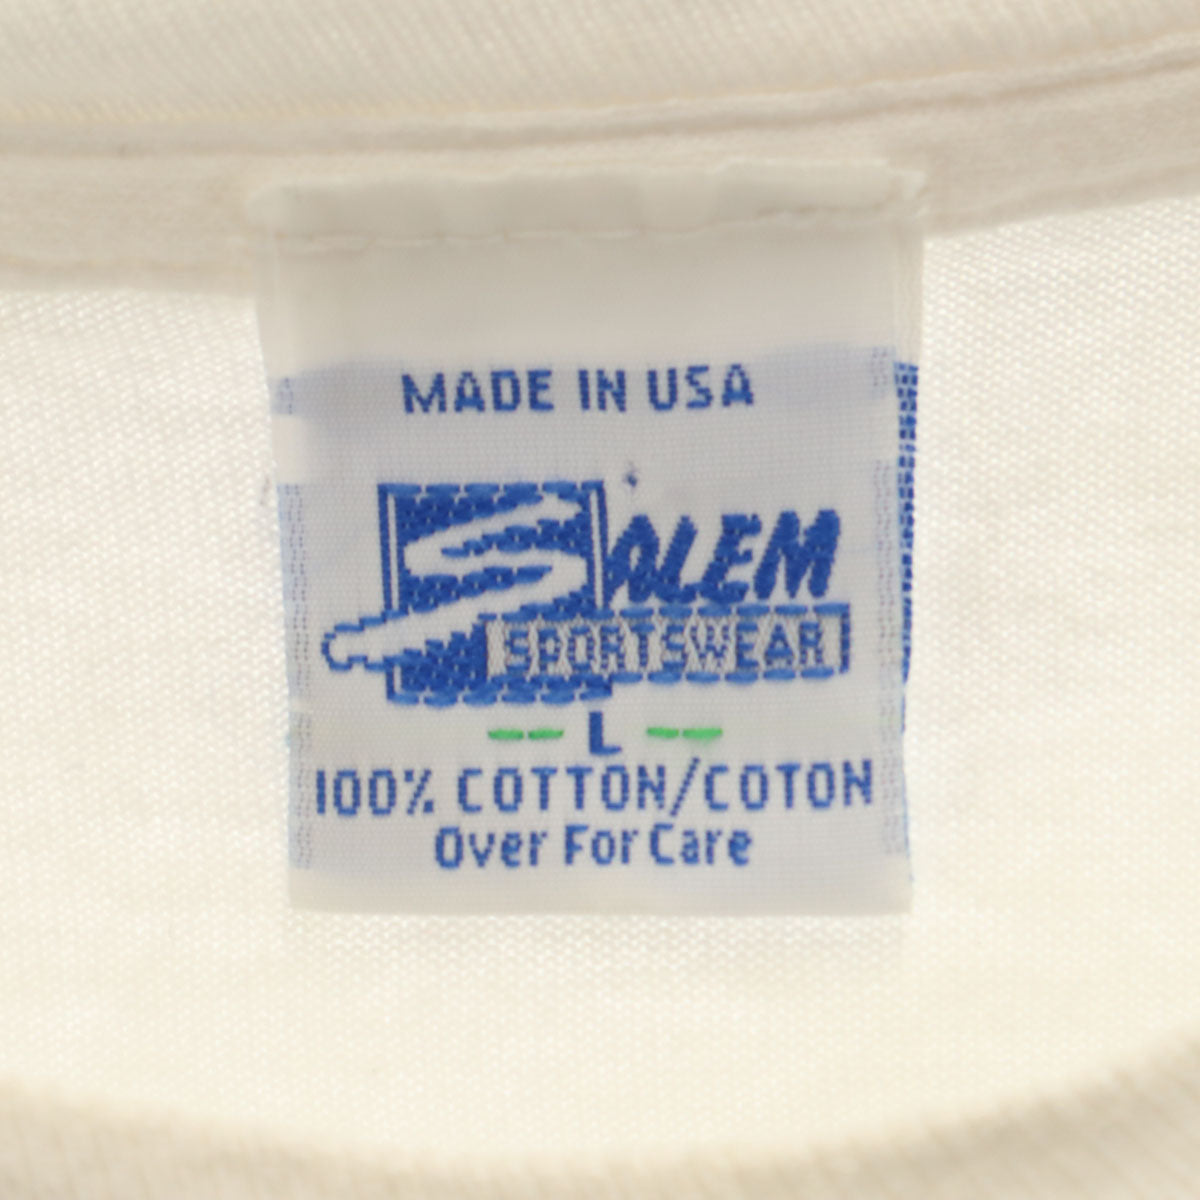 MADE IN USA
SALEM
SPORTSWEAR
-- L --
100% COTTON/COTON
Over For Care